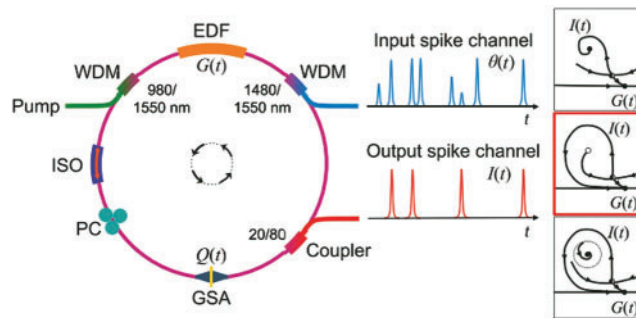 EDF
G(t)
WDM
980/
1550 nm
1480/
1550 nm
WDM
Pump
ISO
PC
Q(t)
GSA
20/80
Coupler
Input spike channel
θ(t)
t
Output spike channel
I(t)
t
I(t)
G(t)
I(t)
G(t)
I(t)
G(t)